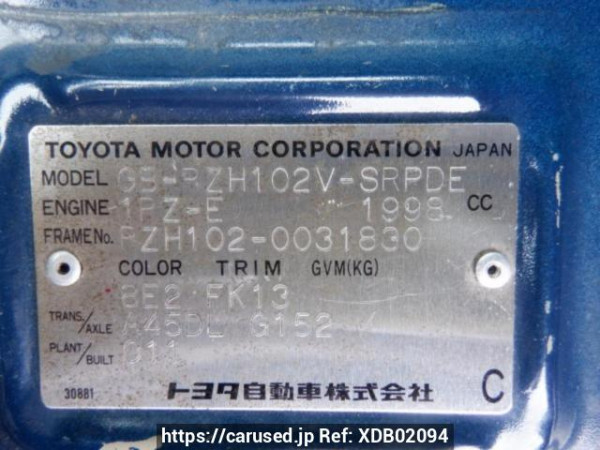 TOYOTA MOTOR CORPORATION JAPAN
MODEL GB-RZH102V-SRPDE
ENGINE 1RZ-E 1998 CC
FRAME No. RZH102-0031830
COLOR TRIM GVM(KG)
8E2 FK13
TRANS./AXLE A45DL G152
PLANT/BUILT
30881 トヨタ自動車株式会社 C
https://carused.jp Ref: XDB02094